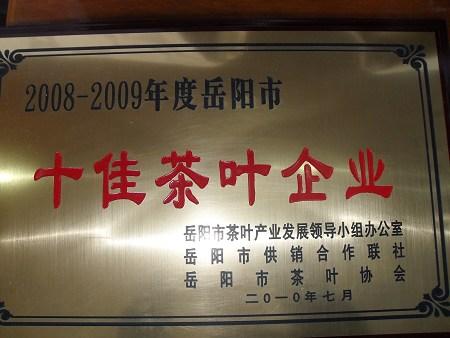 2008-2009年度岳阳市
十佳茶叶企业
岳阳市茶叶产业发展领导小组办公室
岳阳市供销合作联社
岳阳市茶叶协会
二0一0年七月